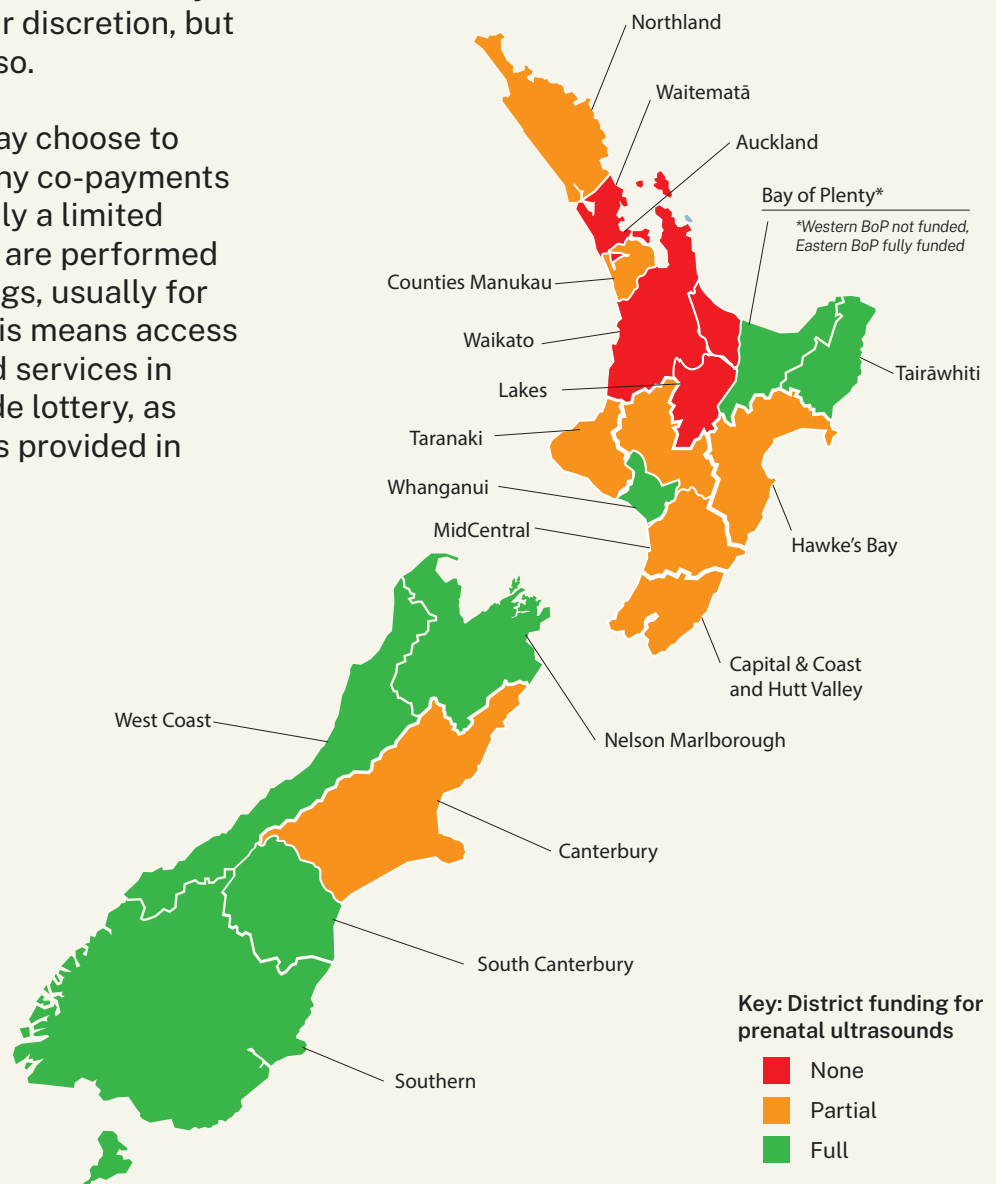 r discretion, but
so.
ay choose to
ny co-payments
ly a limited
are performed
gs, usually for
is means access
d services in
de lottery, as
s provided in
Northland
Waitematā
Auckland
Bay of Plenty*
*Western BoP not funded,
Eastern BoP fully funded
Counties Manukau
Waikato
Lakes
Tairāwhiti
Taranaki
Whanganui
MidCentral
Hawke's Bay
Capital & Coast
and Hutt Valley
West Coast
Nelson Marlborough
Canterbury
South Canterbury
Southern
Key: District funding for
prenatal ultrasounds
None
Partial
Full